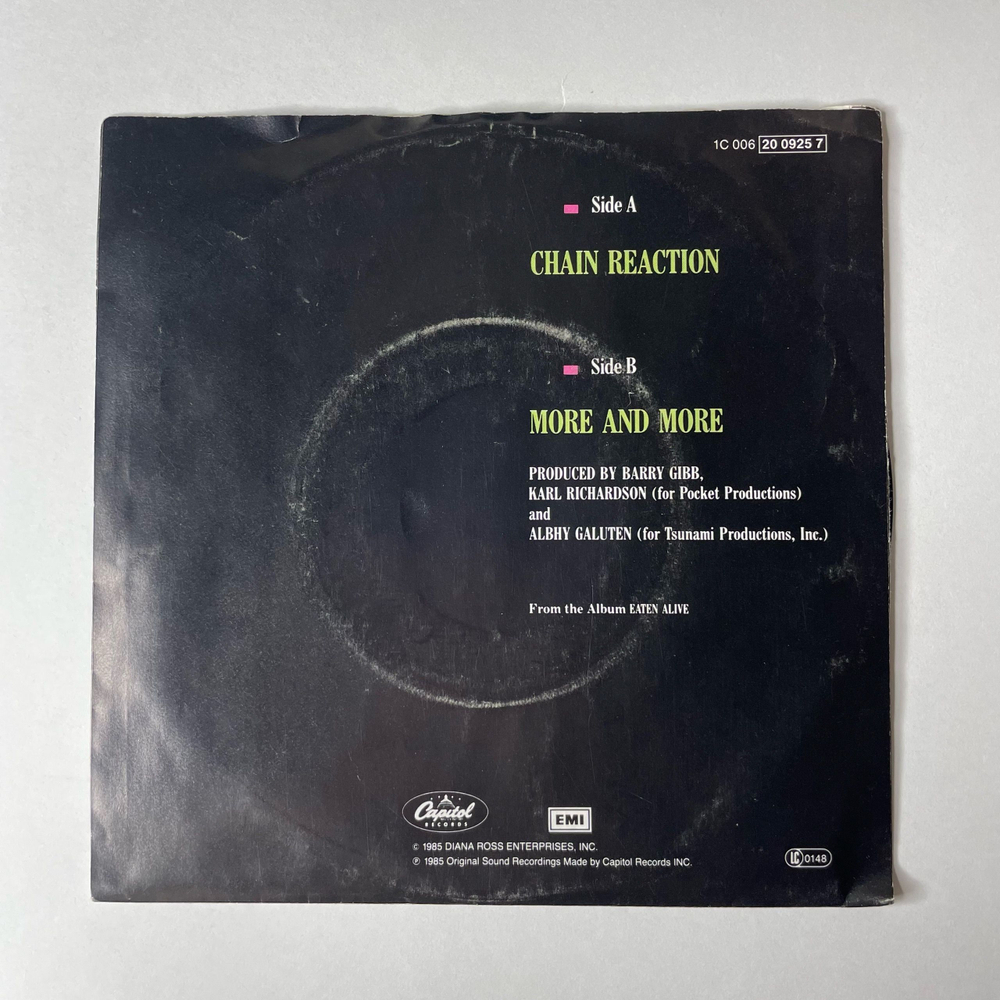 1C 006 20 0925 7
Side A
CHAIN REACTION
Side B
MORE AND MORE
PRODUCED BY BARRY GIBB,
KARL RICHARDSON (for Pocket Productions)
and
ALBHY GALUTEN (for Tsunami Productions, Inc.)
From the Album EATEN ALIVE
Capitol
RECORDS
EMI
© 1985 DIANA ROSS ENTERPRISES, INC.
℗ 1985 Original Sound Recordings Made by Capitol Records INC.
LC 0148